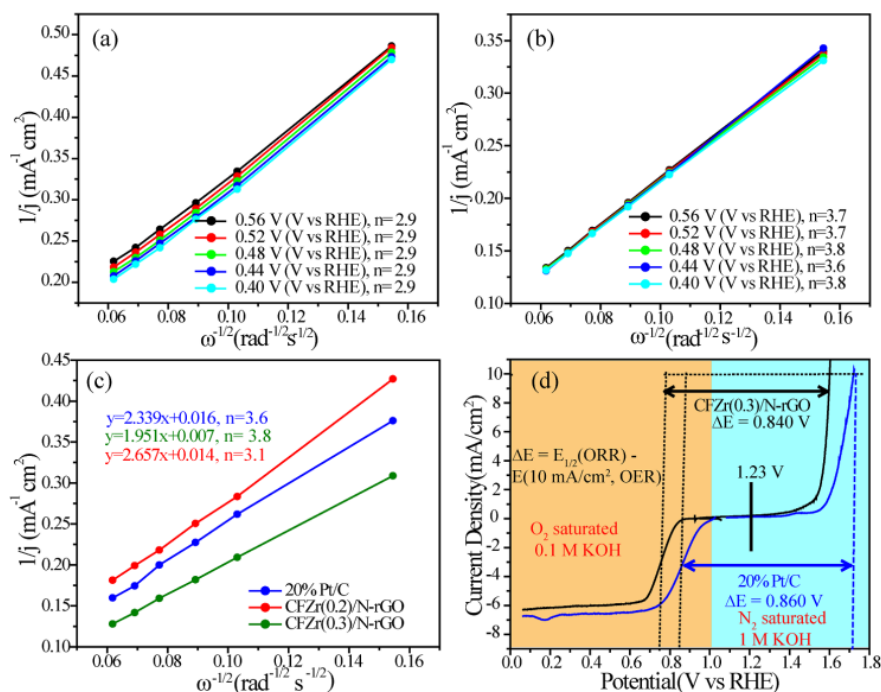 (a)
0.50
0.45
0.40
0.35
0.30
0.25
0.20
1/j (mA⁻¹ cm²)
0.56 V (V vs RHE), n= 2.9
0.52 V (V vs RHE), n= 2.9
0.48 V (V vs RHE), n= 2.9
0.44 V (V vs RHE), n= 2.9
0.40 V (V vs RHE), n= 2.9
0.06 0.08 0.10 0.12 0.14 0.16
ω⁻¹/²(rad⁻¹/²s⁻¹/²)
(b)
0.35
0.30
0.25
0.20
0.15
0.10
1/j (mA⁻¹ cm²)
0.56 V (V vs RHE), n=3.7
0.52 V (V vs RHE), n=3.7
0.48 V (V vs RHE), n=3.8
0.44 V (V vs RHE), n=3.6
0.40 V (V vs RHE), n=3.8
0.06 0.08 0.10 0.12 0.14 0.16
ω⁻¹/²(rad⁻¹/² s⁻¹/²)
(c)
0.45
0.40
0.35
0.30
0.25
0.20
0.15
0.10
1/j (mA⁻¹ cm²)
y=2.339x+0.016, n=3.6
y=1.951x+0.007, n= 3.8
y=2.657x+0.014, n=3.1
20% Pt/C
CFZr(0.2)/N-rGO
CFZr(0.3)/N-rGO
0.06 0.08 0.10 0.12 0.14 0.16
ω⁻¹/²(rad⁻¹/² s⁻¹/²)
(d)
10
8
6
4
2
0
-2
-4
-6
-8
Current Density(mA/cm²)
CFZr(0.3)/N-rGO
ΔE = 0.840 V
ΔE = E₁/₂(ORR) -
E(10 mA/cm², OER)
1.23 V
O₂ saturated
0.1 M KOH
20% Pt/C
ΔE = 0.860 V
N₂ saturated
1 M KOH
0.0 0.2 0.4 0.6 0.8 1.0 1.2 1.4 1.6 1.8
Potential(V vs RHE)